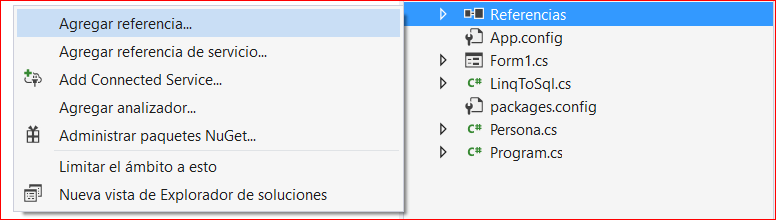 Agregar referencia...
Agregar referencia de servicio...
Add Connected Service...
Agregar analizador...
Administrar paquetes NuGet...
Limitar el ámbito a esto
Nueva vista de Explorador de soluciones
Referencias
App.config
Form1.cs
C# LinqToSql.cs
packages.config
C# Persona.cs
C# Program.cs